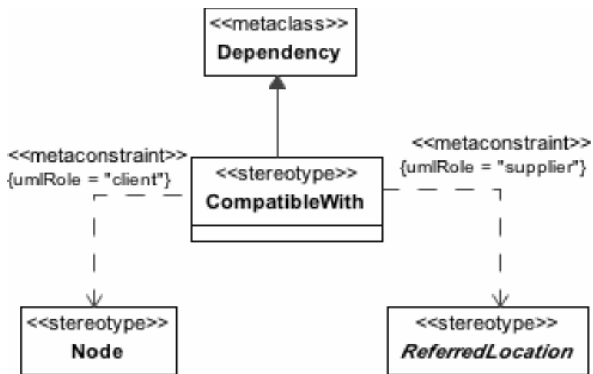 <<metaclass>>
Dependency
<<metaconstraint>>
{umlRole = "client"}
<<metaconstraint>>
{umlRole = "supplier"}
<<stereotype>>
CompatibleWith
<<stereotype>>
Node
<<stereotype>>
ReferredLocation